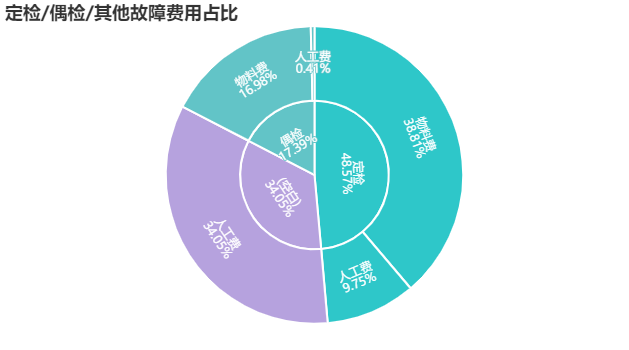 定检/偶检/其他故障费用占比
人工费
0.41%
物料费
16.98%
物料费
38.81%
偶检
17.39%
定检
48.57%
(空白)
34.05%
人工费
34.05%
人工费
9.75%